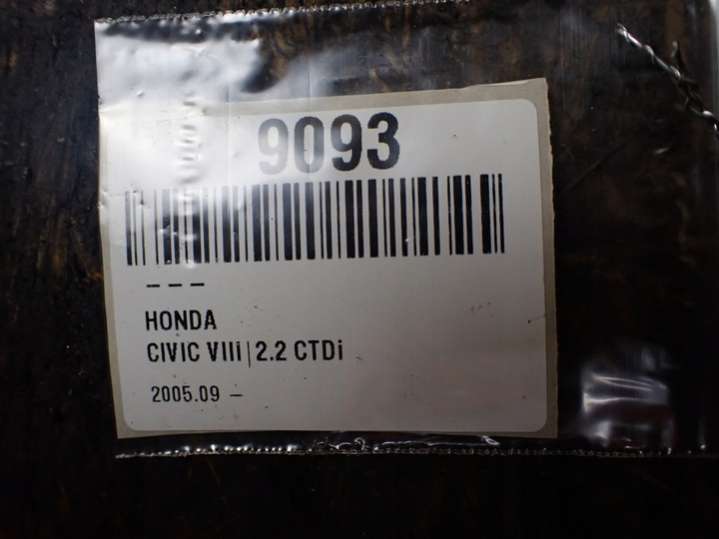 9093
- - -
HONDA
CIVIC VIIi|2.2 CTDi
2005.09 –